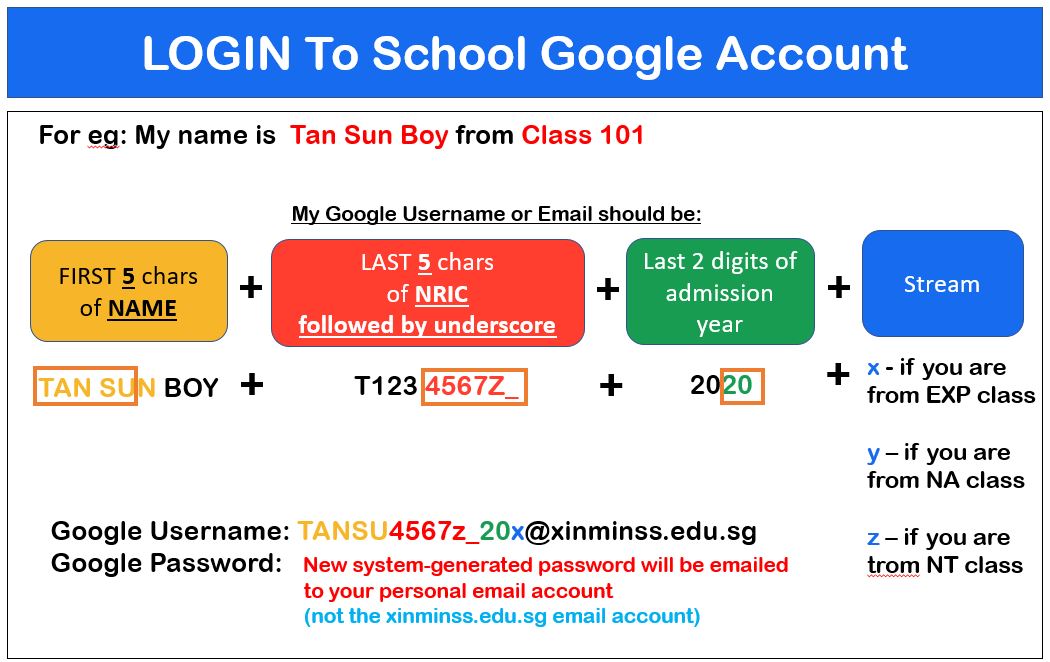 LOGIN To School Google Account
For eg: My name is Tan Sun Boy from Class 101
My Google Username or Email should be:
FIRST 5 chars
of NAME
+
LAST 5 chars
of NRIC
followed by underscore
+
Last 2 digits of
admission
year
+
Stream
TAN SUN BOY
+
T123 4567Z_
+
2020
+
x - if you are
from EXP class
y – if you are
from NA class
z – if you are
trom NT class
Google Username: TANSU4567z_20x@xinminss.edu.sg
Google Password: New system-generated password will be emailed
to your personal email account
(not the xinminss.edu.sg email account)